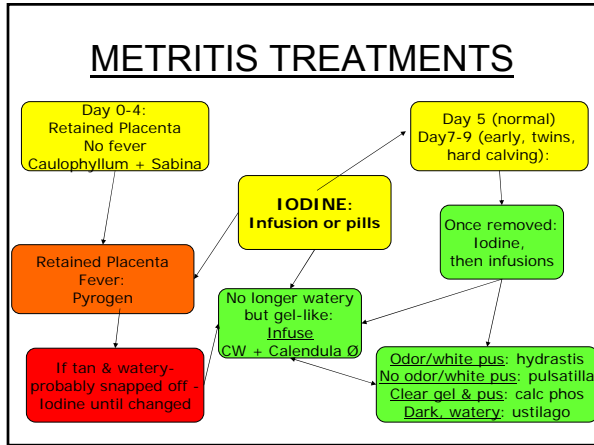 METRITIS TREATMENTS
Day 0-4:
Retained Placenta
No fever
Caulophyllum + Sabina
Day 5 (normal)
Day7-9 (early, twins,
hard calving):
IODINE:
Infusion or pills
Once removed:
Iodine,
then infusions
Retained Placenta
Fever:
Pyrogen
No longer watery
but gel-like:
Infuse
CW + Calendula Ø
If tan & watery-
probably snapped off -
Iodine until changed
Odor/white pus: hydrastis
No odor/white pus: pulsatilla
Clear gel & pus: calc phos
Dark, watery: ustilago